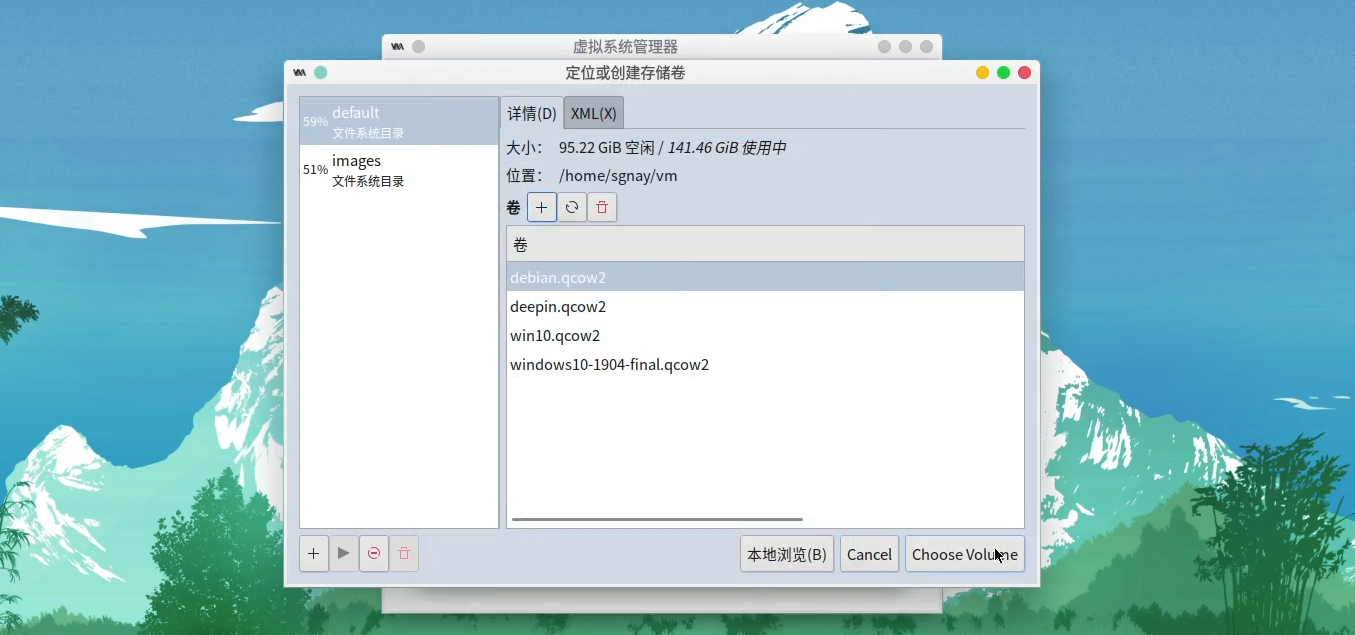 虚拟系统管理器
定位或创建存储卷
59% default
文件系统目录
51% images
文件系统目录
详情(D) XML(X)
大小： 95.22 GiB 空闲 / 141.46 GiB 使用中
位置： /home/sgnay/vm
卷
卷
debian.qcow2
deepin.qcow2
win10.qcow2
windows10-1904-final.qcow2
本地浏览(B) Cancel Choose Volume